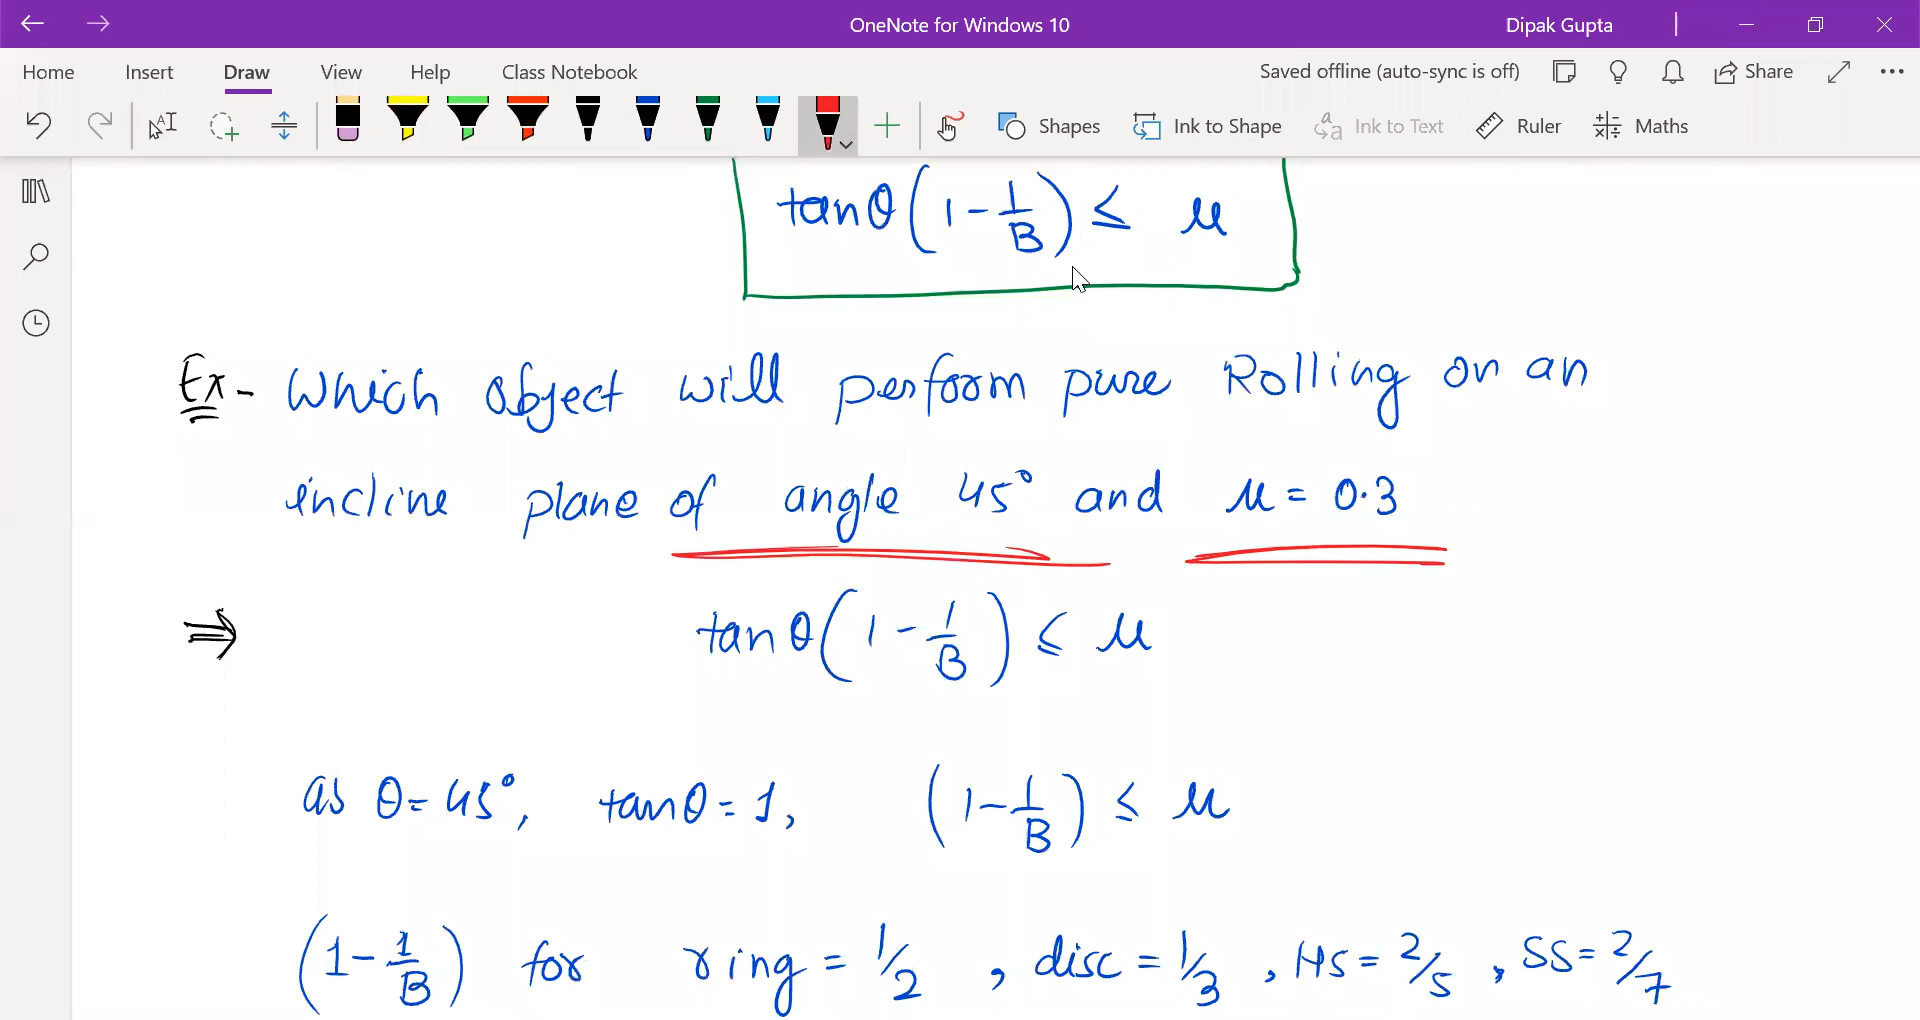 OneNote for Windows 10
Dipak Gupta
Home Insert Draw View Help Class Notebook
Saved offline (auto-sync is off) Share
Shapes Ink to Shape Ink to Text Ruler Maths
tanθ(1-1/B) ≤ μ
Ex- Which object will perform pure Rolling on an
incline plane of angle 45° and μ = 0.3
⇒ tanθ(1-1/B) ≤ μ
as θ=45°, tanθ=1, (1-1/B) ≤ μ
(1-1/B) for ring = 1/2, disc = 1/3, HS = 2/5, SS = 2/7